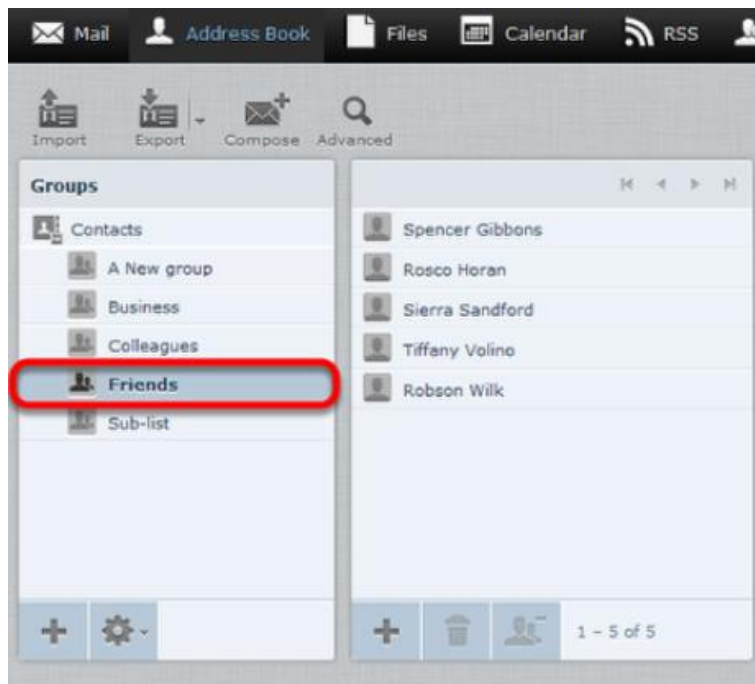 Mail Address Book Files Calendar RSS
Import Export Compose Advanced
Groups
Contacts
A New group
Business
Colleagues
Friends
Sub-list
Spencer Gibbons
Rosco Horan
Sierra Sandford
Tiffany Volino
Robson Wilk
1 - 5 of 5